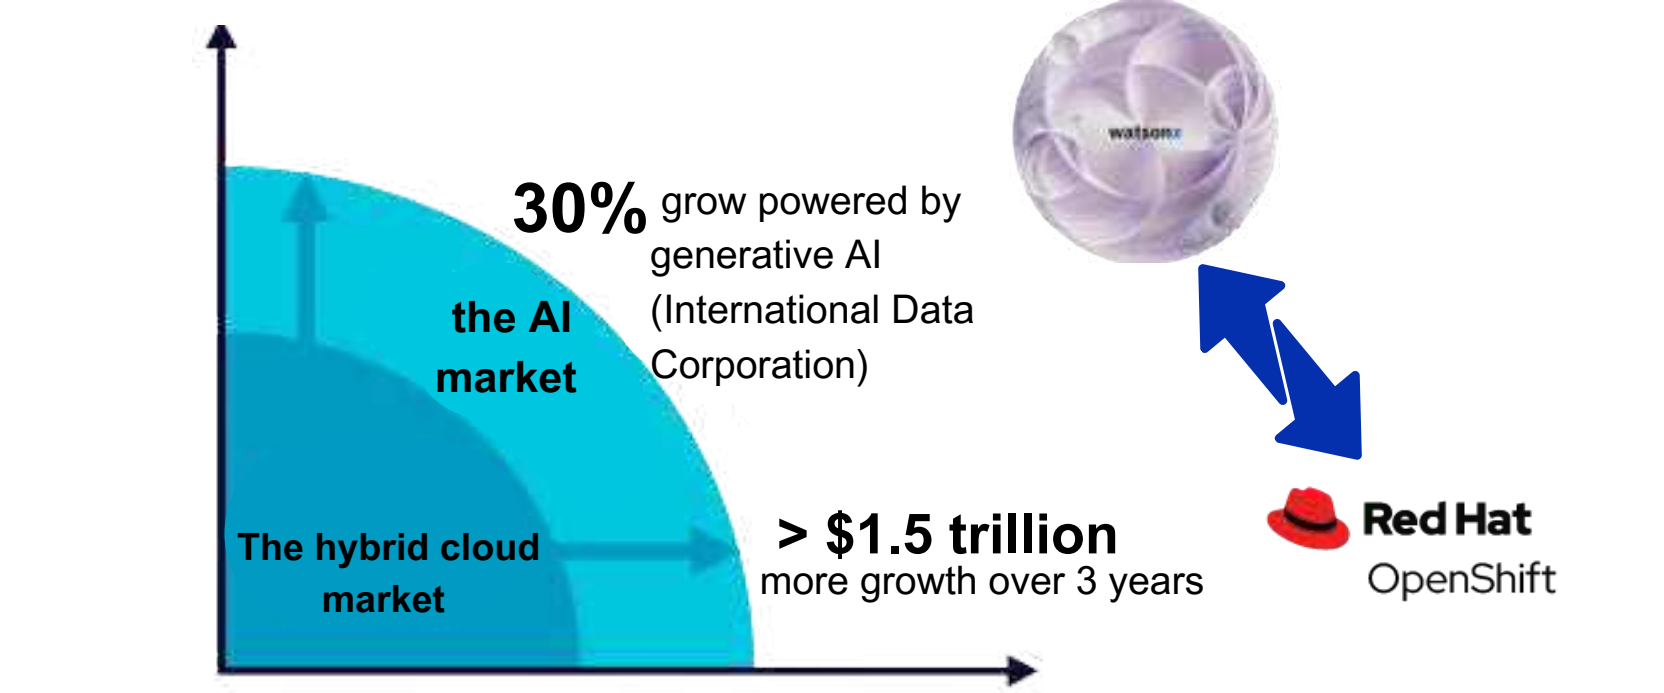 watsonx
30% grow powered by
generative AI
(International Data
Corporation)
the AI
market
> $1.5 trillion
more growth over 3 years
The hybrid cloud
market
Red Hat
OpenShift